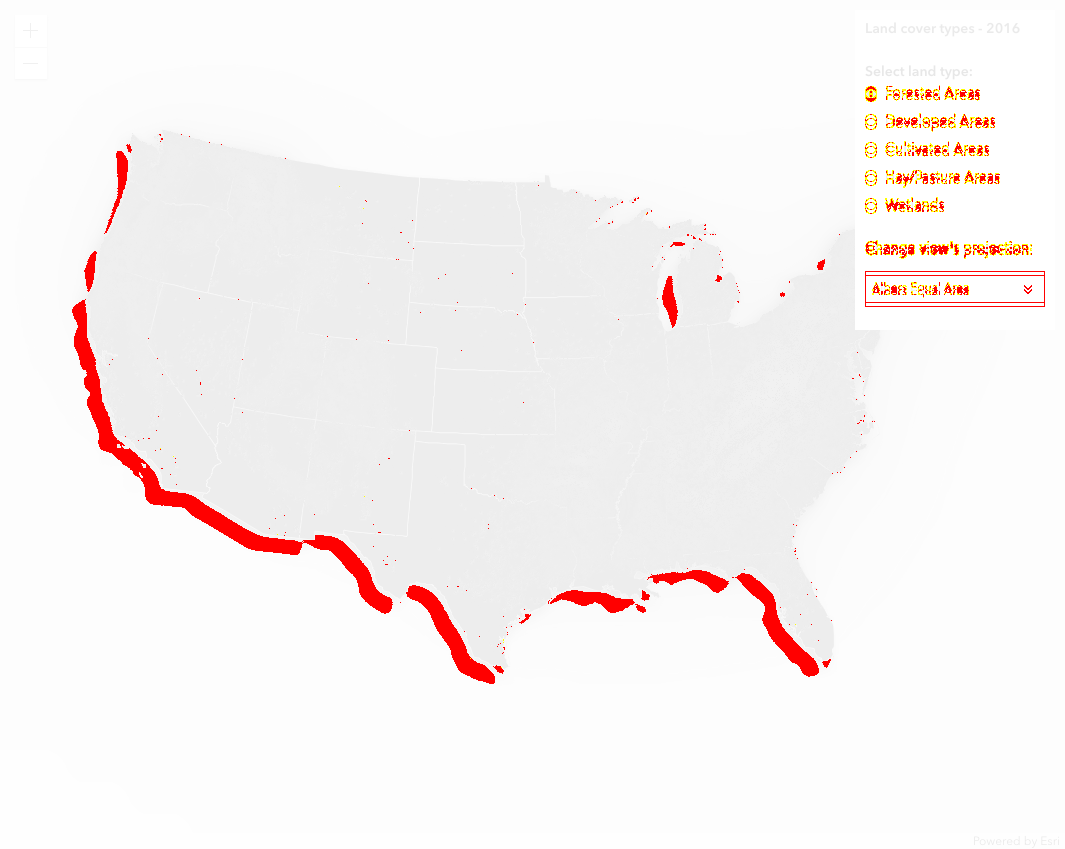 Land cover types - 2016
Select land type:
Forested Areas
Developed Areas
Cultivated Areas
Hay/Pasture Areas
Wetlands
Change view's projection:
Albers Equal Area
Powered by Esri